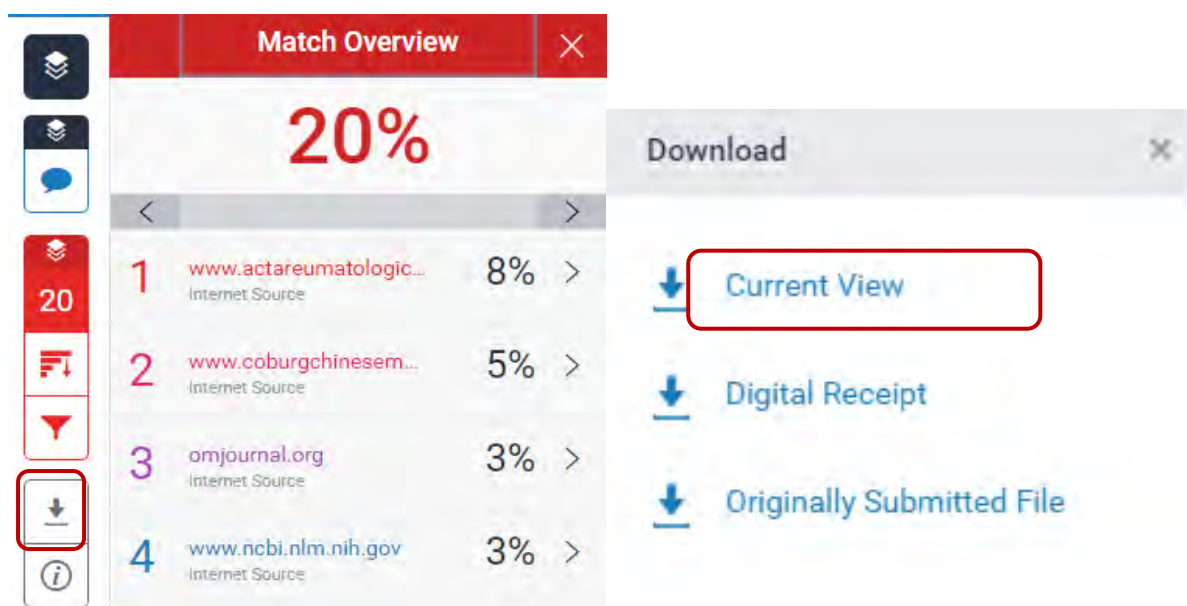 Match Overview
20%
20
1 www.actareumatologic... 8%
Internet Source
2 www.coburgchinesem... 5%
Internet Source
3 omjournal.org 3%
Internet Source
4 www.ncbi.nlm.nih.gov 3%
Internet Source
Download
Current View
Digital Receipt
Originally Submitted File